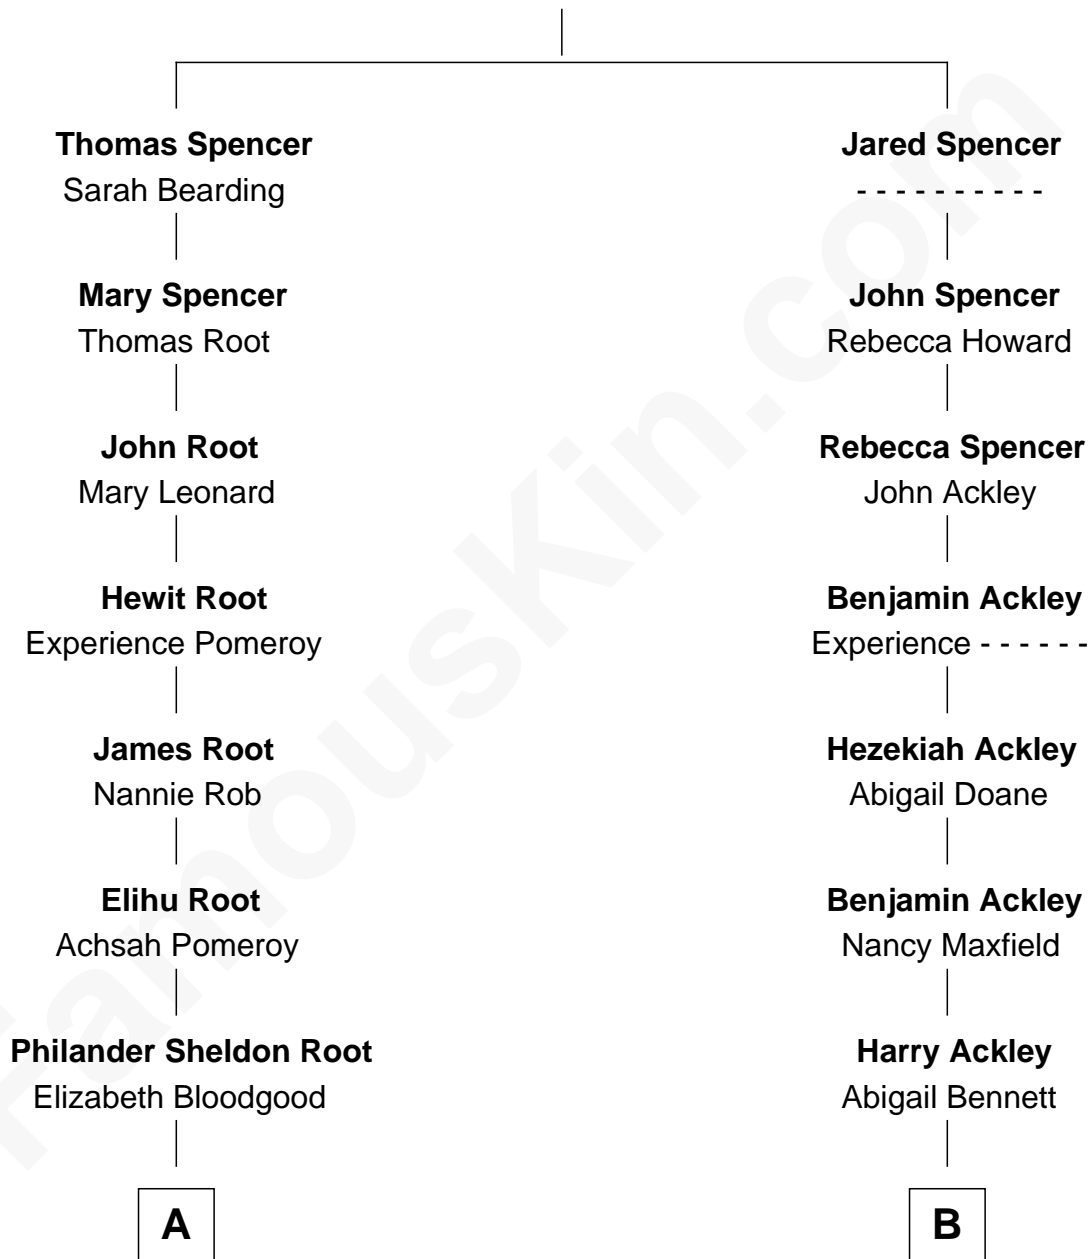 Thomas Spencer
Sarah Bearding
Jared Spencer
- - - - - - - - - -
Mary Spencer
Thomas Root
John Spencer
Rebecca Howard
John Root
Mary Leonard
Rebecca Spencer
John Ackley
Hewit Root
Experience Pomeroy
Benjamin Ackley
Experience - - - - - -
James Root
Nannie Rob
Hezekiah Ackley
Abigail Doane
Elihu Root
Achsah Pomeroy
Benjamin Ackley
Nancy Maxfield
Philander Sheldon Root
Elizabeth Bloodgood
Harry Ackley
Abigail Bennett
A
B
FamousKin.com